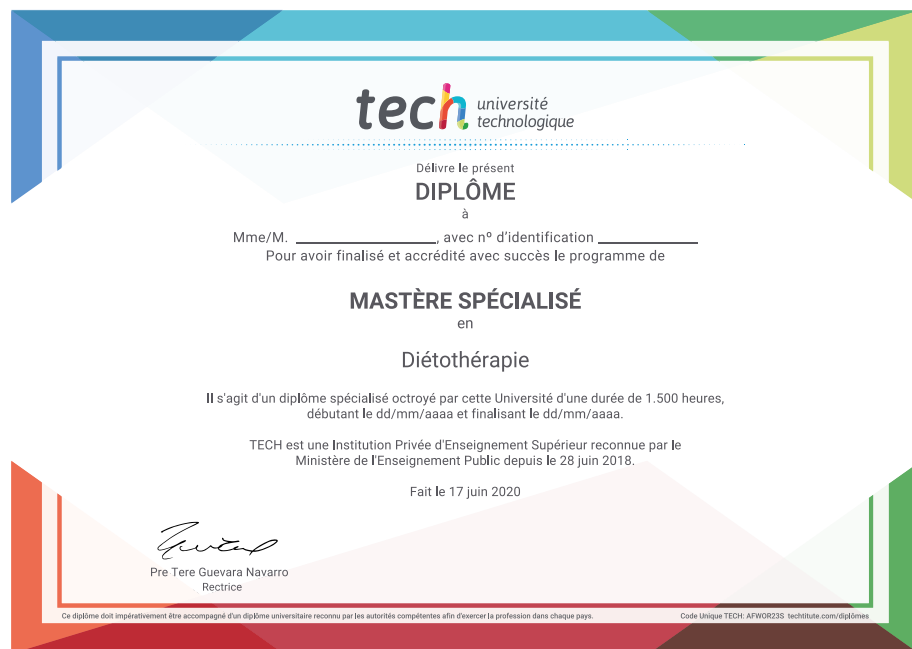 tech université
technologique
Délivre le présent
DIPLÔME
à
Mme/M. ____________, avec nº d'identification ____________
Pour avoir finalisé et accrédité avec succès le programme de
MASTÈRE SPÉCIALISÉ
en
Diétothérapie
Il s'agit d'un diplôme spécialisé octroyé par cette Université d'une durée de 1.500 heures,
débutant le dd/mm/aaaa et finalisant le dd/mm/aaaa.
TECH est une Institution Privée d'Enseignement Supérieur reconnue par le
Ministère de l'Enseignement Public depuis le 28 juin 2018.
Fait le 17 juin 2020
Pre Tere Guevara Navarro
Rectrice
Ce diplôme doit impérativement être accompagné d'un diplôme universitaire reconnu par les autorités compétentes afin d'exercer la profession dans chaque pays.
Code Unique TECH: AFWOR23S techtitute.com/diplômes